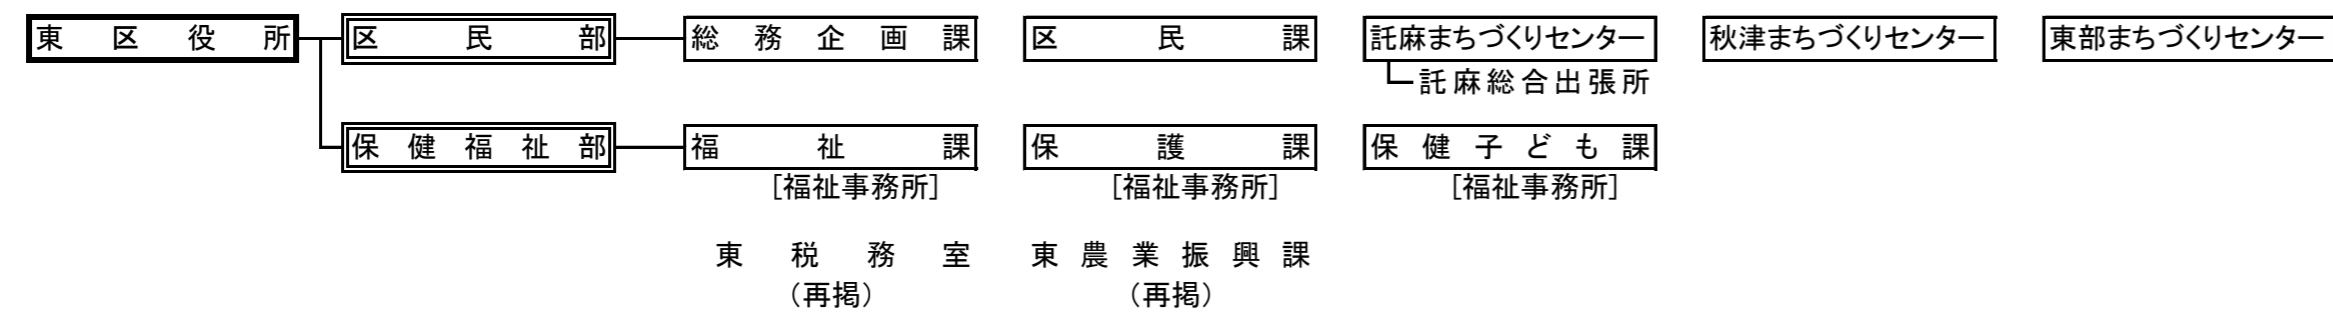 東区役所 区民部 総務企画課 区民課 託麻まちづくりセンター 秋津まちづくりセンター 東部まちづくりセンター
託麻総合出張所
保健福祉部 福祉課 保護課 保健子ども課
[福祉事務所] [福祉事務所] [福祉事務所]
東税務室 東農業振興課
(再掲) (再掲)